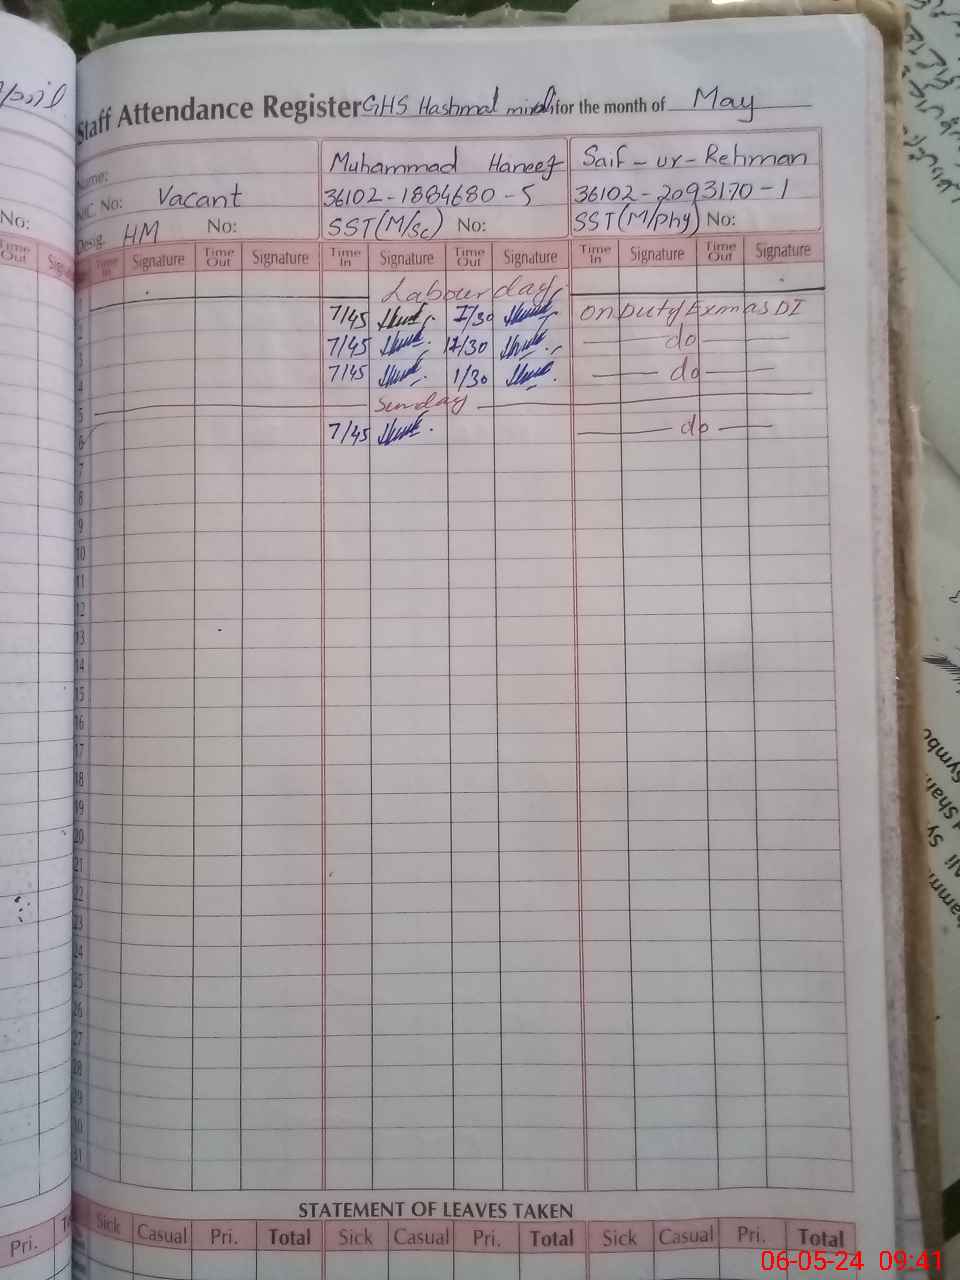 Staff Attendance Register GHS Hashmat for the month of May
Name:
NIC. No: Vacant
Desig. HM No:
Muhammad Haneef
36102-1884680-5
SST(M/Sc) No:
Saif-ur-Rehman
36102-2093170-1
SST(M/Phy) No:
Time In Signature Time Out Signature Time In Signature Time Out Signature Time In Signature Time Out Signature
1 Labour day
2 7/45 1/30 On Duty Exmas DI
3 7/45 1/30 do
4 7/45 1/30 do
5 Sunday
6 7/45 do
7
8
9
10
11
12
13
14
15
16
17
18
19
20
21
22
23
24
25
26
27
28
29
30
31
STATEMENT OF LEAVES TAKEN
Pri. Sick Casual Pri. Total Sick Casual Pri. Total Sick Casual Pri. Total
06-05-24 09:41